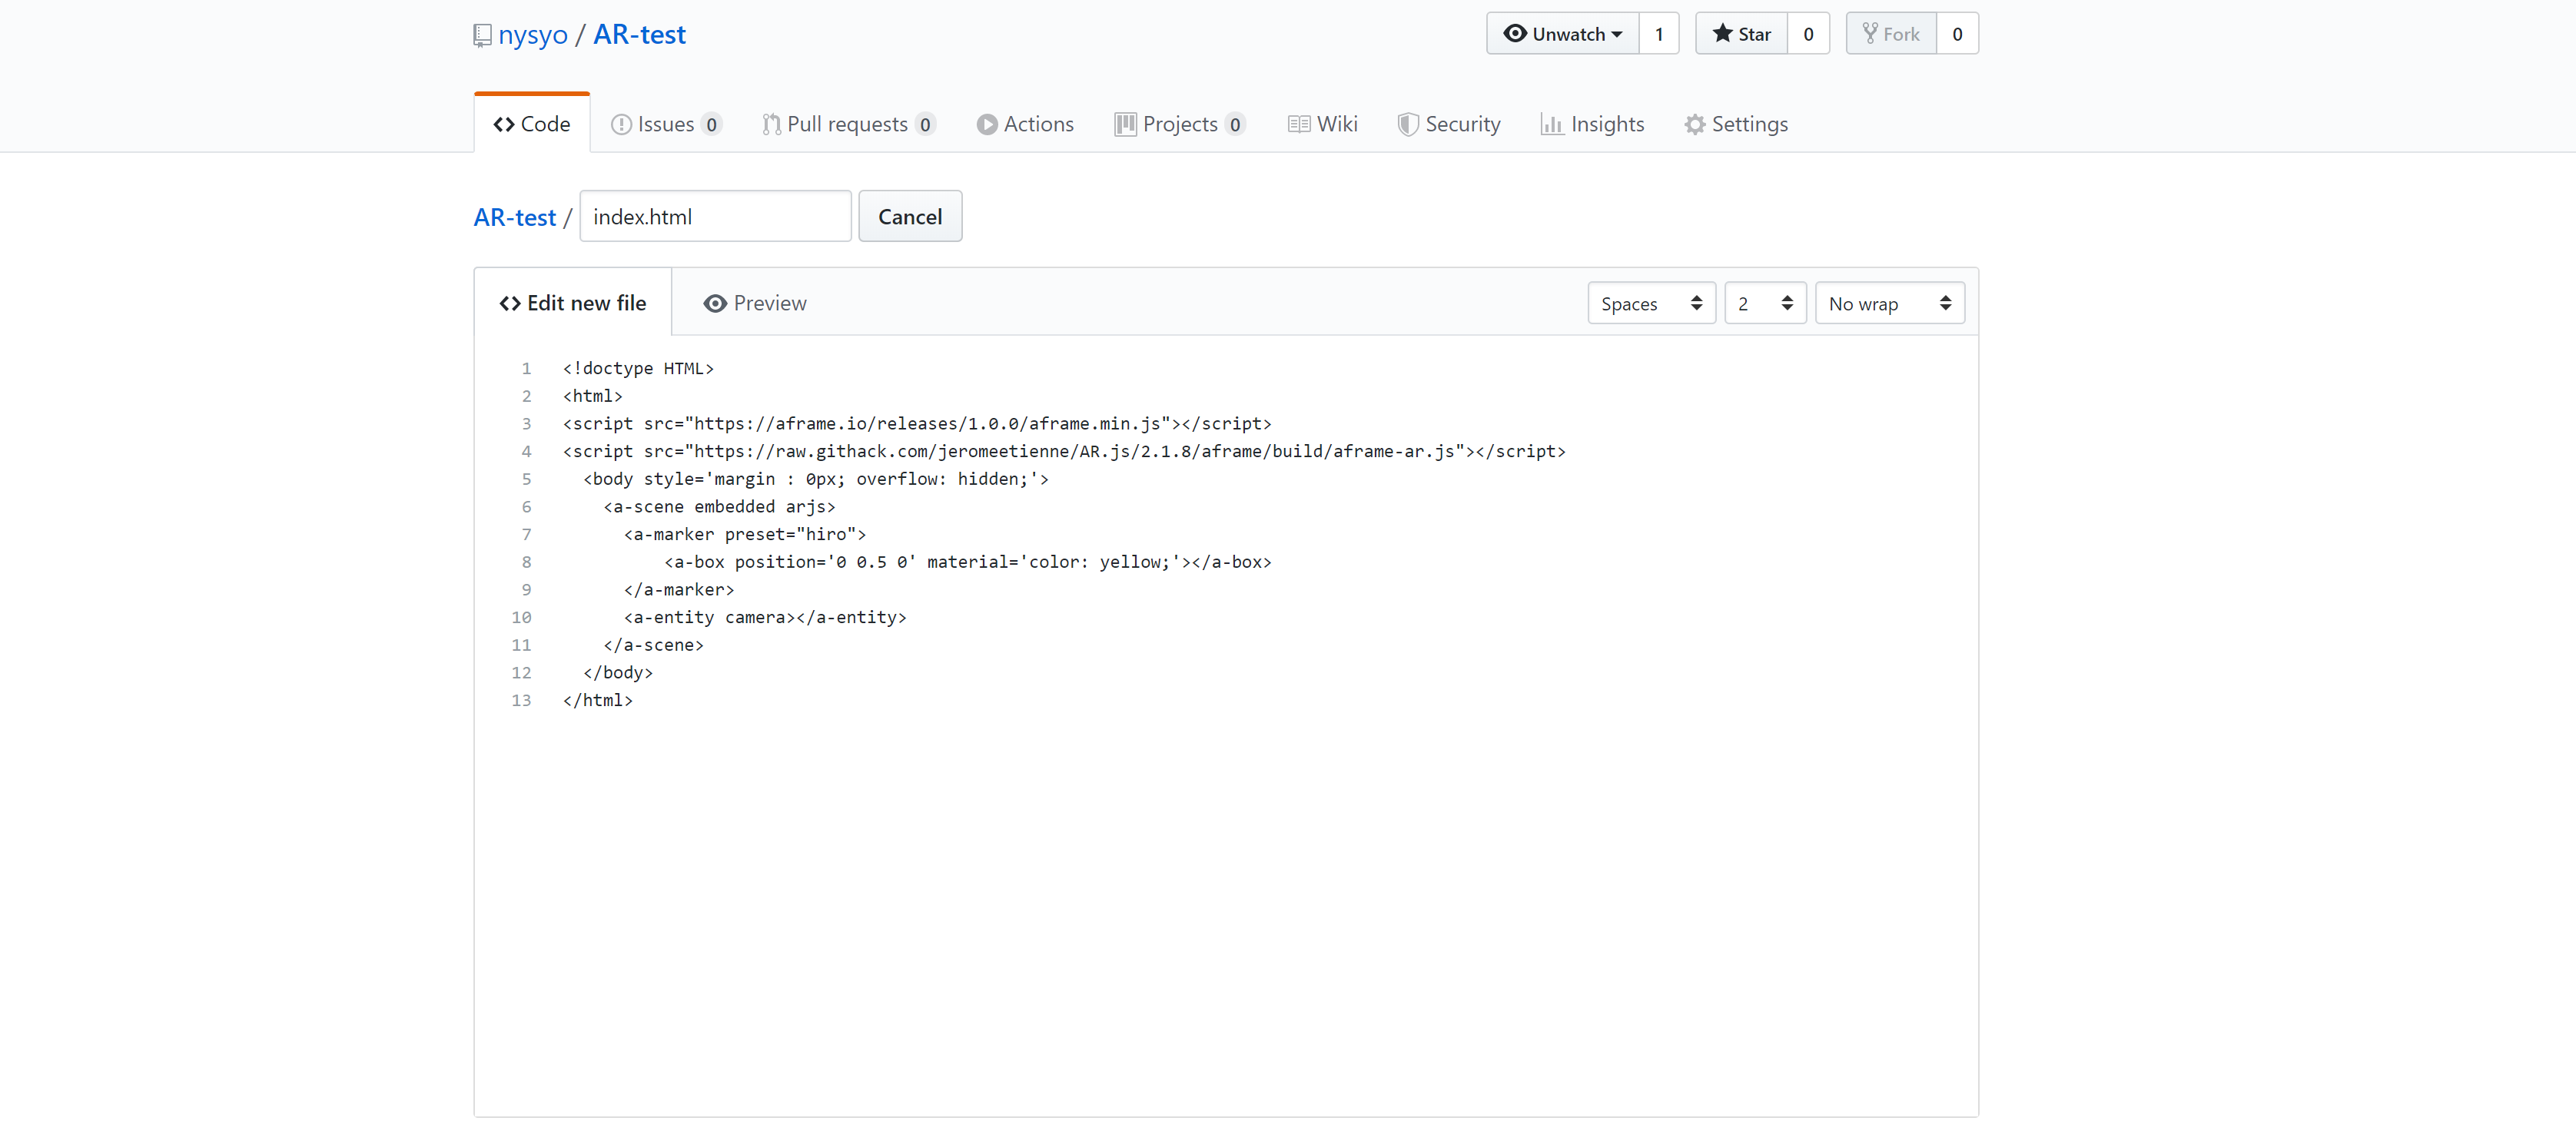 nysyo / AR-test
Unwatch 1 Star 0 Fork 0
Code Issues 0 Pull requests 0 Actions Projects 0 Wiki Security Insights Settings
AR-test / index.html Cancel
Edit new file Preview Spaces 2 No wrap
1 <!doctype HTML>
2 <html>
3 <script src="https://aframe.io/releases/1.0.0/aframe.min.js"></script>
4 <script src="https://raw.githack.com/jeromeetienne/AR.js/2.1.8/aframe/build/aframe-ar.js"></script>
5 <body style='margin : 0px; overflow: hidden;'>
6 <a-scene embedded arjs>
7 <a-marker preset="hiro">
8 <a-box position='0 0.5 0' material='color: yellow;'></a-box>
9 </a-marker>
10 <a-entity camera></a-entity>
11 </a-scene>
12 </body>
13 </html>